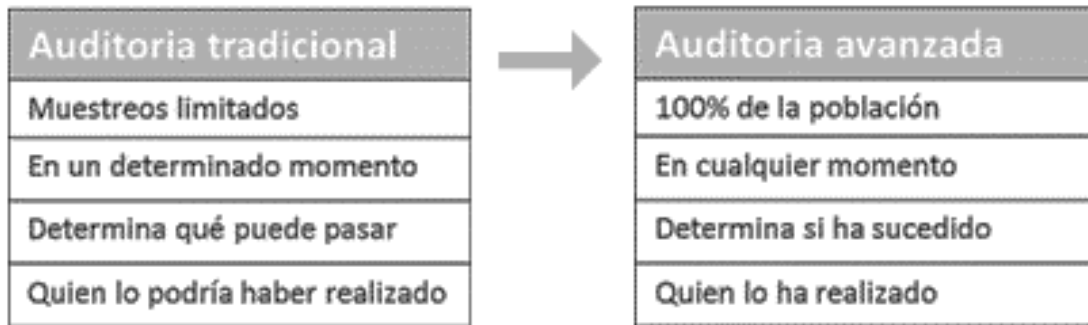 Auditoria tradicional
Muestreos limitados
En un determinado momento
Determina qué puede pasar
Quien lo podría haber realizado
Auditoria avanzada
100% de la población
En cualquier momento
Determina si ha sucedido
Quien lo ha realizado